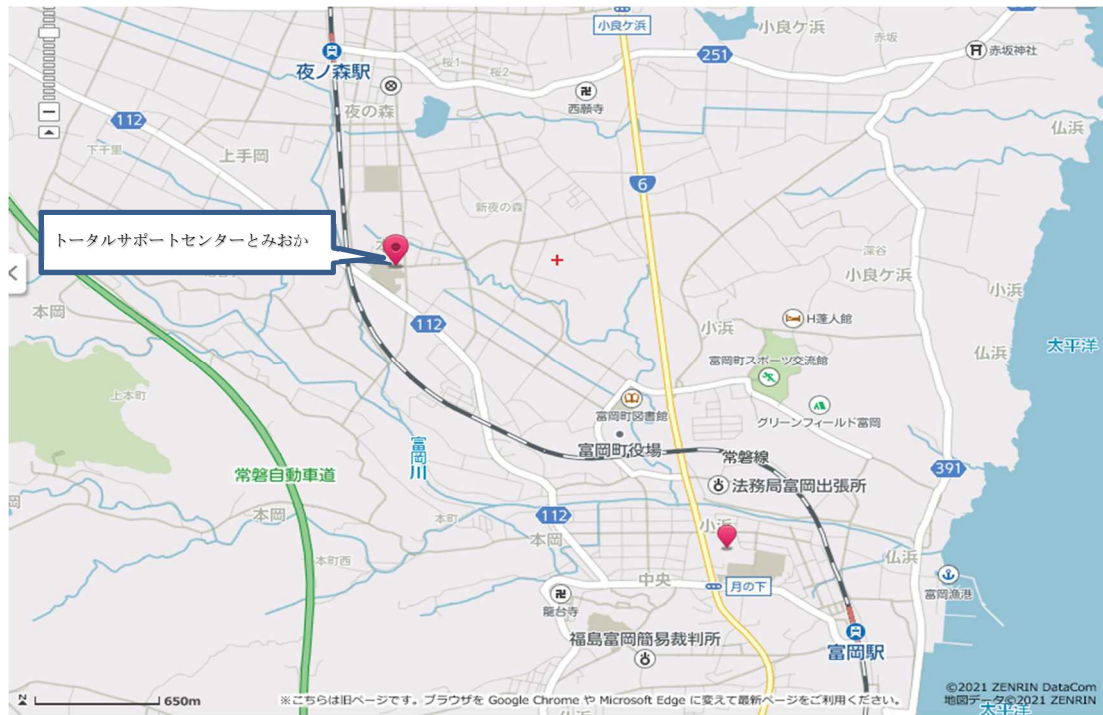 小良ケ浜
小良ケ浜
赤坂
251
赤坂神社
夜ノ森駅
桜1
桜2
西願寺
夜の森
112
仏浜
下千里
上手岡
6
新夜の森
トータルサポートセンターとみおか
深谷
小良ケ浜
小浜
本岡
H蓬人館
112
小浜
仏浜
太平洋
富岡町スポーツ交流館
上本町
富岡町図書館
グリーンフィールド富岡
富岡川
富岡町役場
常磐線
常磐自動車道
391
法務局富岡出張所
岡
本岡
本町
112
本岡
小浜
本町西
仏浜
中央
月の下
富岡漁港
龍台寺
福島富岡簡易裁判所
富岡駅
650m
※こちらは旧ページです。ブラウザを Google Chrome や Microsoft Edge に変えて最新ページをご利用ください。
©2021 ZENRIN DataCom
地図データ©2021 ZENRIN
太平洋